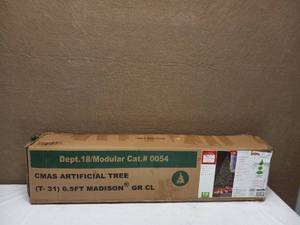 Dept.18/Modular Cat.# 0054
CMAS ARTIFICIAL TREE
(T- 31) 6.5FT MADISON® GR CL